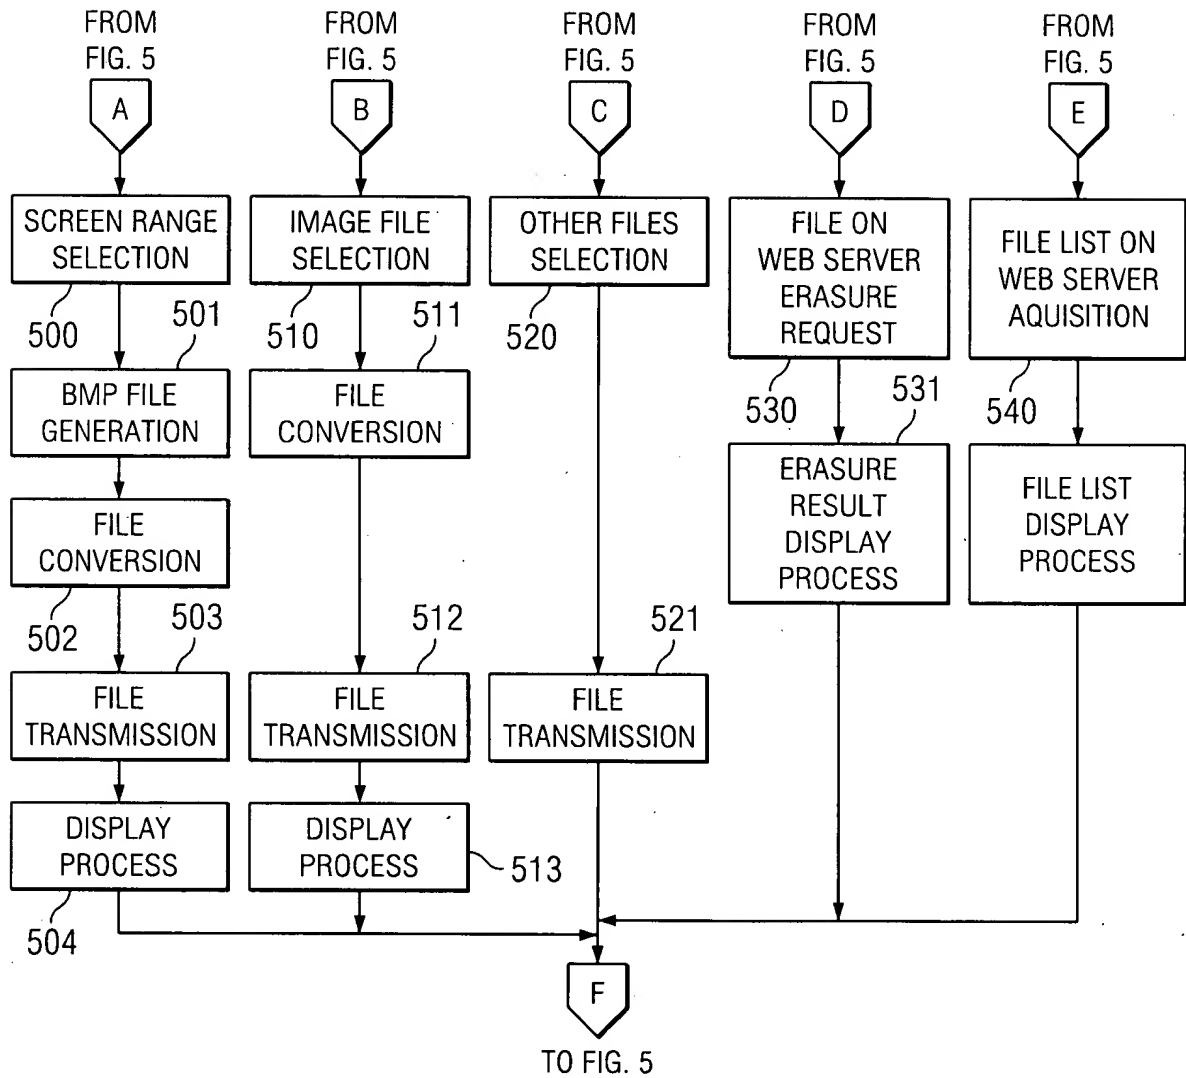 FROM
FIG. 5
A
SCREEN RANGE
SELECTION
500
501
BMP FILE
GENERATION
FILE
CONVERSION
502
503
FILE
TRANSMISSION
DISPLAY
PROCESS
504
FROM
FIG. 5
B
IMAGE FILE
SELECTION
510
511
FILE
CONVERSION
512
FILE
TRANSMISSION
DISPLAY
PROCESS
513
FROM
FIG. 5
C
OTHER FILES
SELECTION
520
521
FILE
TRANSMISSION
FROM
FIG. 5
D
FILE ON
WEB SERVER
ERASURE
REQUEST
530
531
ERASURE
RESULT
DISPLAY
PROCESS
FROM
FIG. 5
E
FILE LIST ON
WEB SERVER
AQUISITION
540
FILE LIST
DISPLAY
PROCESS
F
TO FIG. 5